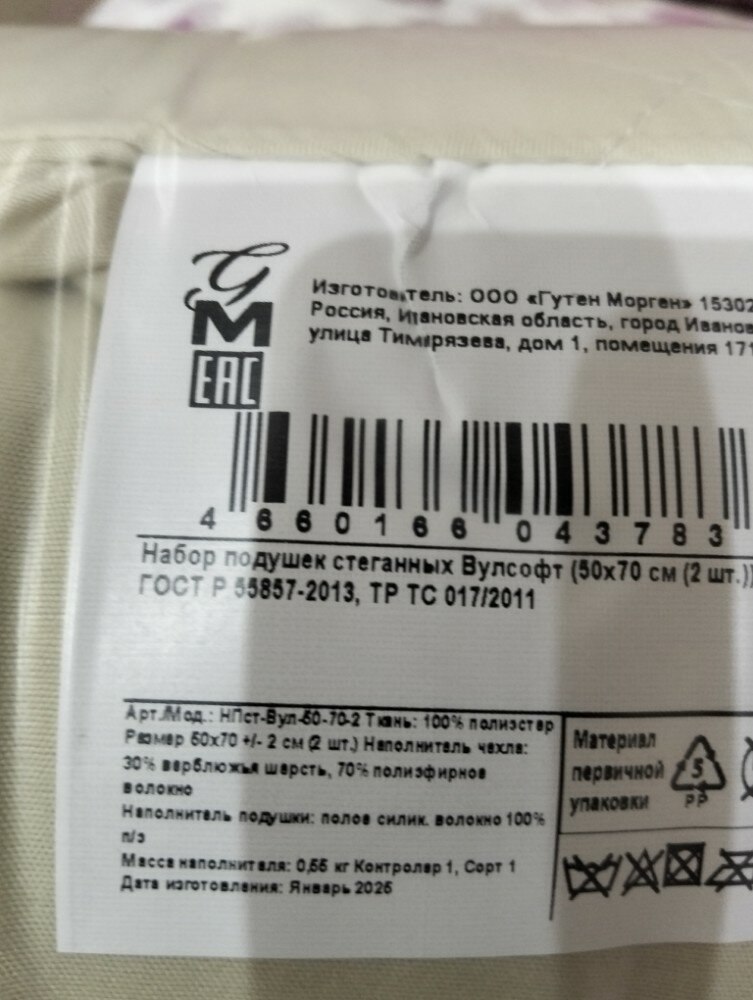 GM
EAC
Изготовитель: ООО «Гутен Морген» 15302
Россия, Ивановская область, город Иванов
улица Тимирязева, дом 1, помещения 171
4 660166 043783
Набор подушек стеганных Вулсофт (50х70 см (2 шт.))
ГОСТ Р 55857-2013, ТР ТС 017/2011
Арт./Мод.: НПст-Вул-50-70-2 Ткань: 100% полиэстер
Размер 50х70 +/- 2 см (2 шт.) Наполнитель чехла:
30% верблюжья шерсть, 70% полиэфирное
волокно
Наполнитель подушки: полое силик. волокно 100%
п/э
Масса наполнителя: 0,55 кг Контролер 1, Сорт 1
Дата изготовления: Январь 2025
Материал
первичной
упаковки
5
PP